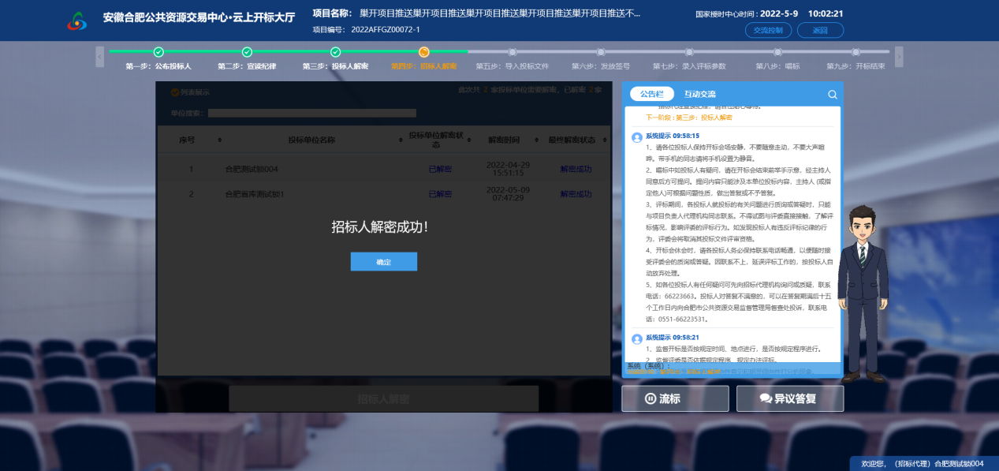 安徽合肥公共资源交易中心·云上开标大厅
项目名称： 巢开项目推送巢开项目推送巢开项目推送巢开项目推送巢开项目推送不...
项目编号： 2022AFFGZ00072-1
国家授时中心时间：2022-5-9 10:02:21
交流控制
返回
第一步：公布投标人
第二步：宣读纪律
第三步：投标人解密
第四步：招标人解密
第五步：导入投标文件
第六步：发放签号
第七步：录入评标参数
第八步：唱标
第九步：开标结束
列表展示
此次共 2 家投标单位需要解密，已解密 2 家
单位搜索：
序号 投标单位名称 投标单位解密状态 解密时间 最终解密状态
1 合肥测试锁004 已解密 2022-04-29 15:51:15 解密成功
2 合肥省库测试锁1 已解密 2022-05-09 07:47:29 解密成功
招标人解密成功！
确定
招标人解密
公告栏
互动交流
下一阶段：第三步：投标人解密
系统提示 09:58:15
1、请各位投标人保持开标会场安静，不要随意走动，不要大声喧
哗。带手机的同志请将手机设置为静音。
2、唱标中如投标人有疑问，请在开标会结束前举手示意，经主持人
同意后方可提问。提问内容只能涉及本单位投标内容，主持人 (或指
定他人)可根据问题性质，做出答复或不予答复。
3、评标期间，各投标人就投标的有关问题进行质询或答疑时，只能
与项目负责人代理机构同志联系。不得试图与评委直接接触，了解评
标情况，影响评委的评标行为。如发现投标人有违反评标纪律的行
为，评委会将取消其投标文件评审资格。
4、开标会休会时，请各投标人务必保持联系电话畅通，以便随时接
受评委会的质询或答疑。因联系不上，延误评标工作的，按投标人自
动放弃处理。
5、如各位投标人有任何疑问可先向招标代理机构询问或质疑，联系
电话：66223663。投标人对答复不满意的，可以在答复期满后十五
个工作日内向合肥市公共资源交易监督管理局督查处投诉，联系电
话：0551-66223531。
系统提示 09:58:21
1、监督开标是否按规定时间、地点进行，是否按规定程序进行。
2、监督评委是否依据规定程序、规定办法评标。
系统（系统）：
流标
异议答复
欢迎您，（招标代理）合肥测试锁004